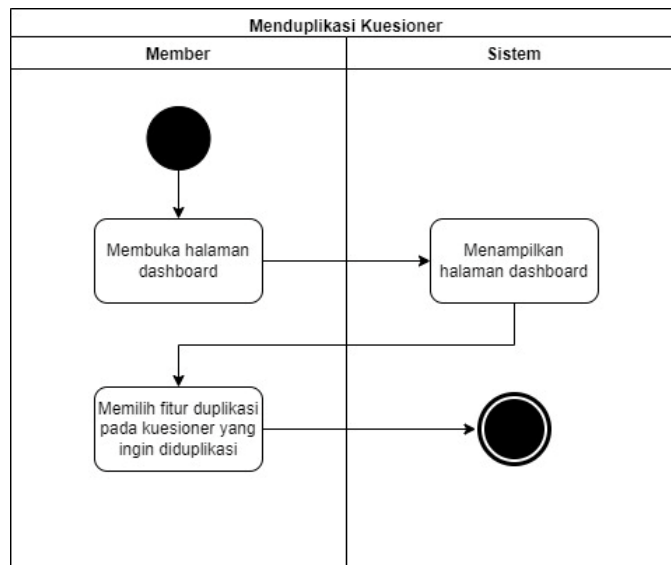 Menduplikasi Kuesioner
Member
Sistem
Membuka halaman
dashboard
Menampilkan
halaman dashboard
Memilih fitur duplikasi
pada kuesioner yang
ingin diduplikasi